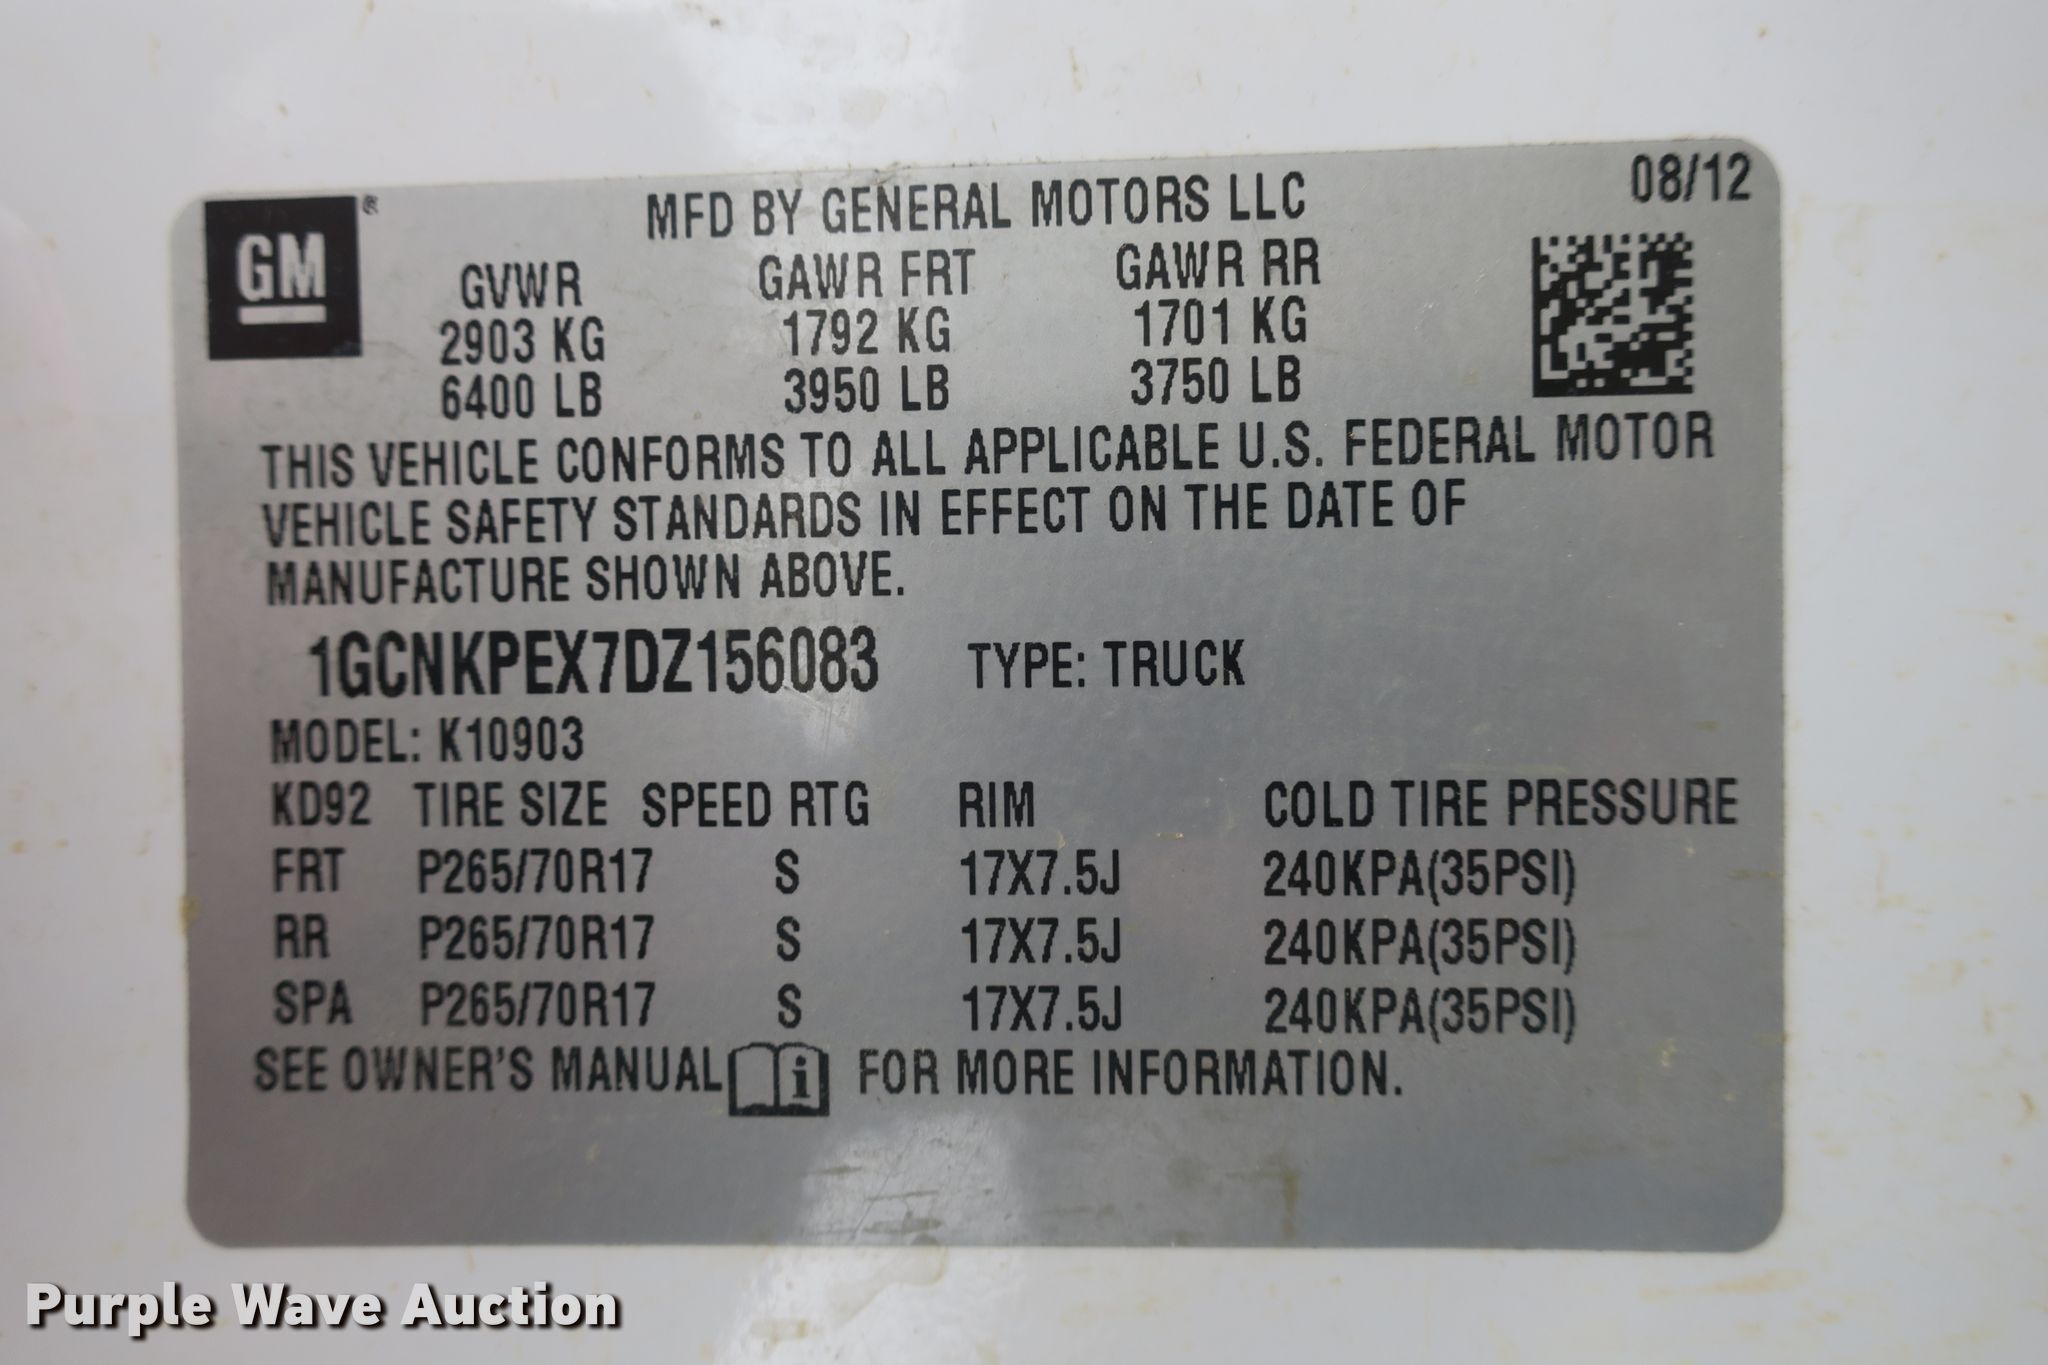 08/12
GM ®
MFD BY GENERAL MOTORS LLC
GVWR GAWR FRT GAWR RR
2903 KG 1792 KG 1701 KG
6400 LB 3950 LB 3750 LB
THIS VEHICLE CONFORMS TO ALL APPLICABLE U.S. FEDERAL MOTOR
VEHICLE SAFETY STANDARDS IN EFFECT ON THE DATE OF
MANUFACTURE SHOWN ABOVE.
1GCNKPEX7DZ156083 TYPE: TRUCK
MODEL: K10903
KD92 TIRE SIZE SPEED RTG RIM COLD TIRE PRESSURE
FRT P265/70R17 S 17X7.5J 240KPA(35PSI)
RR P265/70R17 S 17X7.5J 240KPA(35PSI)
SPA P265/70R17 S 17X7.5J 240KPA(35PSI)
SEE OWNER'S MANUAL i FOR MORE INFORMATION.
Purple Wave Auction